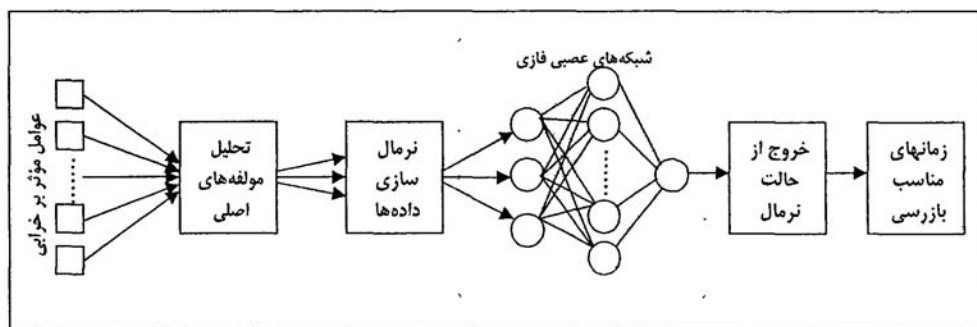 شبکه‌های عصبی فازی
عوامل مؤثر بر خرابی
تحلیل
مولفه‌های
اصلی
نرمال
سازی
داده‌ها
خروج از
حالت
نرمال
زمانهای
مناسب
بازرسی